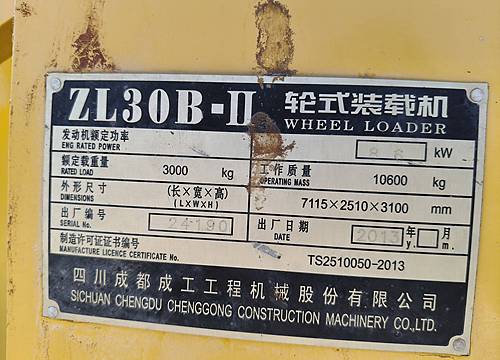 ZL30B-II 轮式装载机
WHEEL LOADER
发动机额定功率
ENG RATED POWER kW
额定载重量 3000 kg 工作质量 10600 kg
RATED LOAD OPERATING MASS
外形尺寸 (长×宽×高) 7115×2510×3100 mm
DIMENSIONS (L×W×H)
出厂编号 24190 出厂日期 2013 年 月
SERIAL No. DATE y. m.
制造许可证证书编号 TS2510050-2013
MANUFACTURE LICENCE CERTIFICATE No.
四川成都成工工程机械股份有限公司
SICHUAN CHENGDU CHENGGONG CONSTRUCTION MACHINERY CO.,LTD.